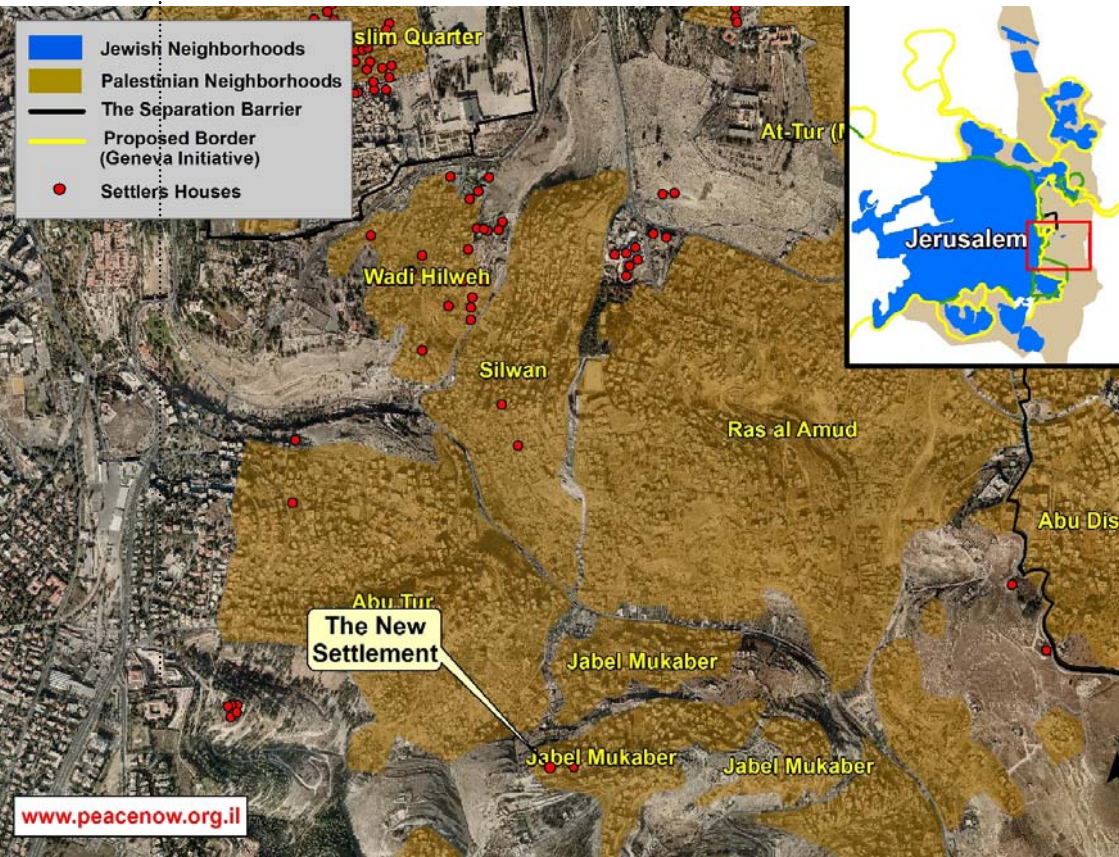 Jewish Neighborhoods
Palestinian Neighborhoods
The Separation Barrier
Proposed Border
(Geneva Initiative)
Settlers Houses
slim Quarter
At-Tur (
Jerusalem
Wadi Hilweh
Silwan
Ras al Amud
Abu Dis
Abu Tur
The New
Settlement
Jabel Mukaber
Jabel Mukaber
Jabel Mukaber
www.peacenow.org.il